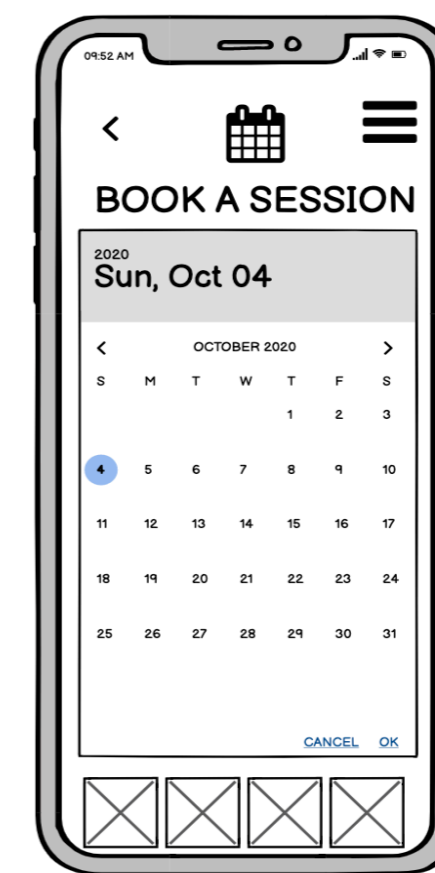 09:52 AM
BOOK A SESSION
2020
Sun, Oct 04
< OCTOBER 2020 >
S M T W T F S
1 2 3
4 5 6 7 8 9 10
11 12 13 14 15 16 17
18 19 20 21 22 23 24
25 26 27 28 29 30 31
CANCEL OK